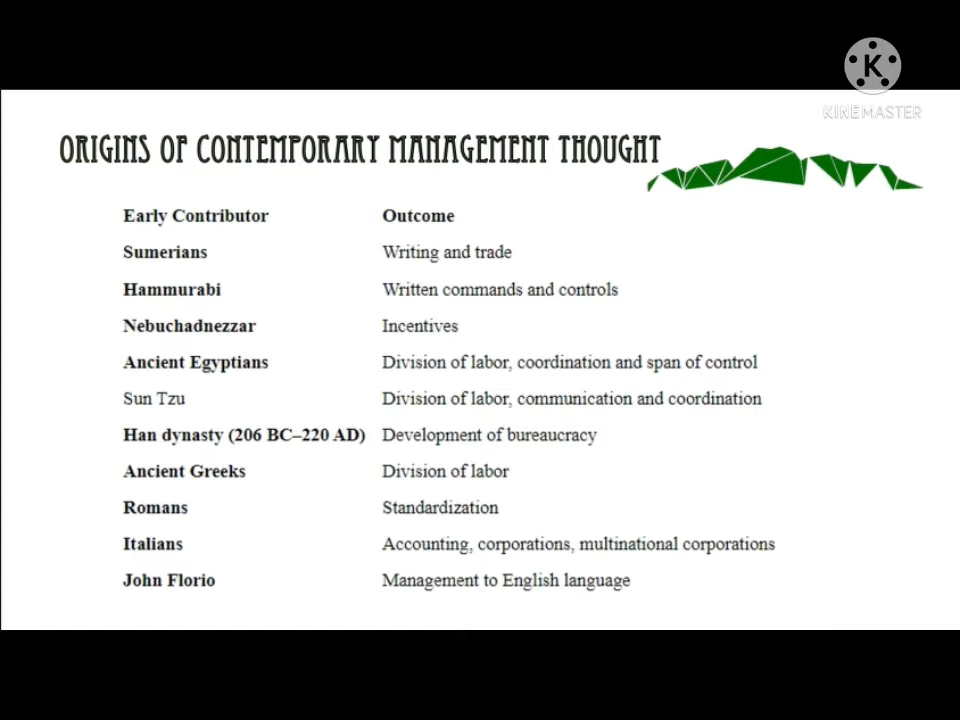 K
KINEMASTER
ORIGINS OF CONTEMPORARY MANAGEMENT THOUGHT
Early Contributor Outcome
Sumerians Writing and trade
Hammurabi Written commands and controls
Nebuchadnezzar Incentives
Ancient Egyptians Division of labor, coordination and span of control
Sun Tzu Division of labor, communication and coordination
Han dynasty (206 BC–220 AD) Development of bureaucracy
Ancient Greeks Division of labor
Romans Standardization
Italians Accounting, corporations, multinational corporations
John Florio Management to English language